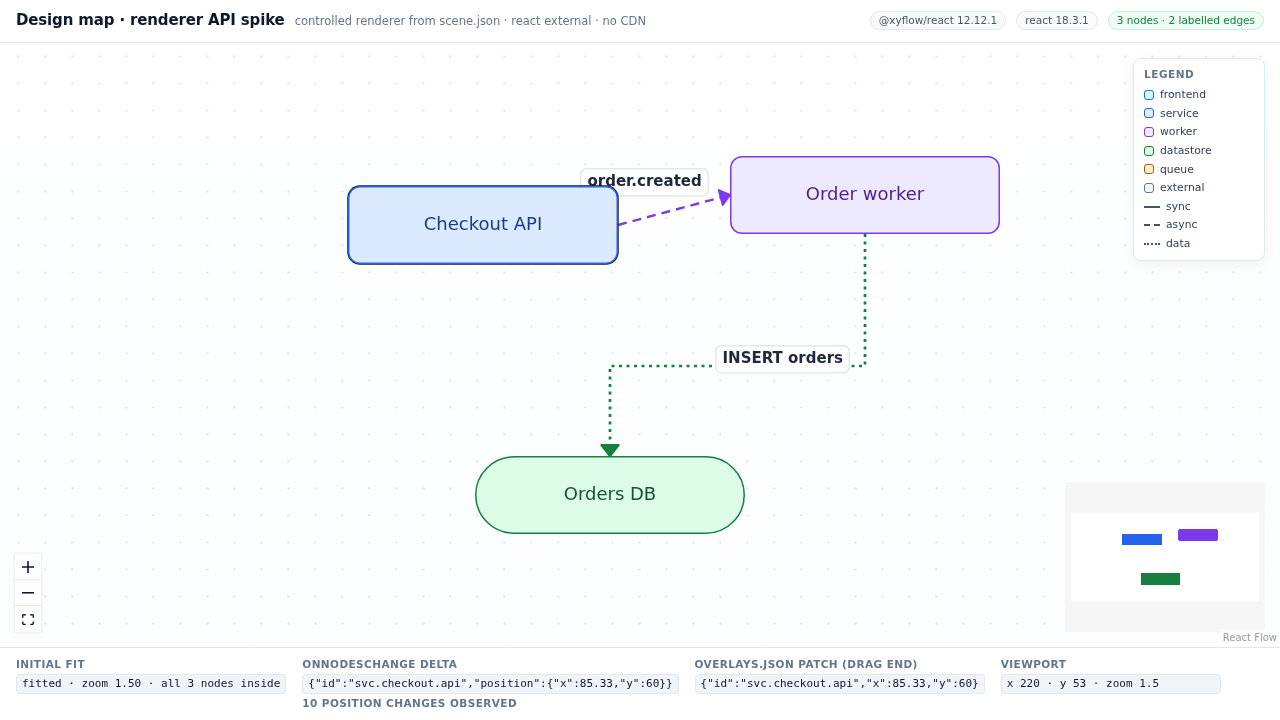 Design map · renderer API spike
controlled renderer from scene.json · react external · no CDN
@xyflow/react 12.12.1
react 18.3.1
3 nodes · 2 labelled edges
LEGEND
frontend
service
worker
datastore
queue
external
sync
async
data
order.created
Order worker
Checkout API
INSERT orders
Orders DB
React Flow
INITIAL FIT
fitted · zoom 1.50 · all 3 nodes inside
ONNODESCHANGE DELTA
{"id":"svc.checkout.api","position":{"x":85.33,"y":60}}
10 POSITION CHANGES OBSERVED
OVERLAYS.JSON PATCH (DRAG END)
{"id":"svc.checkout.api","x":85.33,"y":60}
VIEWPORT
x 220 · y 53 · zoom 1.5